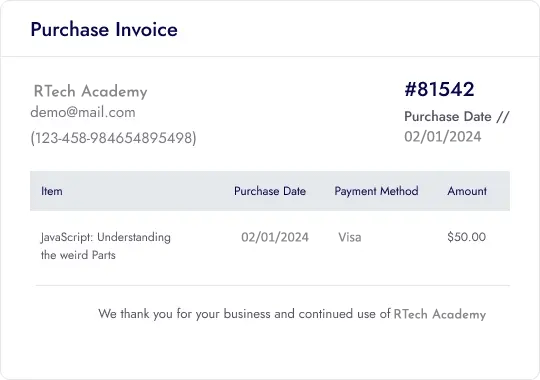 Purchase Invoice
RTech Academy
demo@mail.com
(123-458-984654895498)
#81542
Purchase Date //
02/01/2024
Item Purchase Date Payment Method Amount
JavaScript: Understanding 02/01/2024 Visa $50.00
the weird Parts
We thank you for your business and continued use of RTech Academy